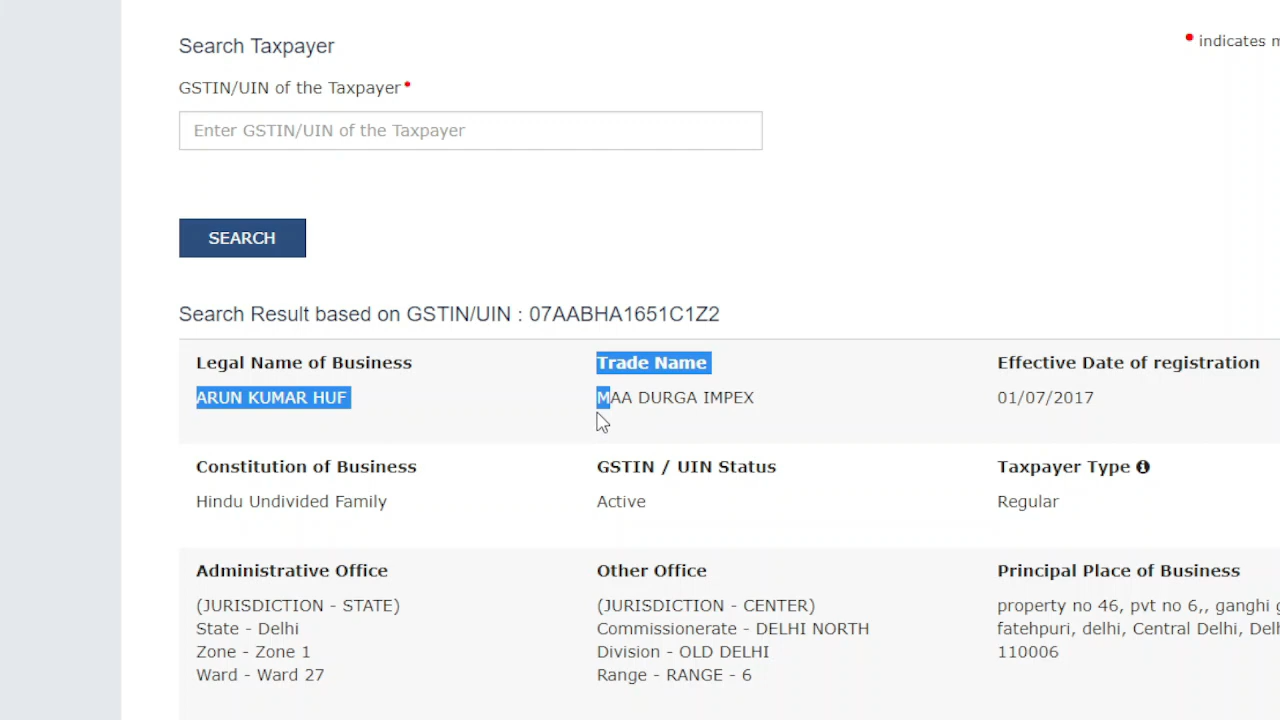 Search Taxpayer
• indicates
GSTIN/UIN of the Taxpayer•
Enter GSTIN/UIN of the Taxpayer
SEARCH
Search Result based on GSTIN/UIN : 07AABHA1651C1Z2
Legal Name of Business
ARUN KUMAR HUF
Trade Name
MAA DURGA IMPEX
Effective Date of registration
01/07/2017
Constitution of Business
Hindu Undivided Family
GSTIN / UIN Status
Active
Taxpayer Type
Regular
Administrative Office
(JURISDICTION - STATE)
State - Delhi
Zone - Zone 1
Ward - Ward 27
Other Office
(JURISDICTION - CENTER)
Commissionerate - DELHI NORTH
Division - OLD DELHI
Range - RANGE - 6
Principal Place of Business
property no 46, pvt no 6,, ganghi
fatehpuri, delhi, Central Delhi,
110006